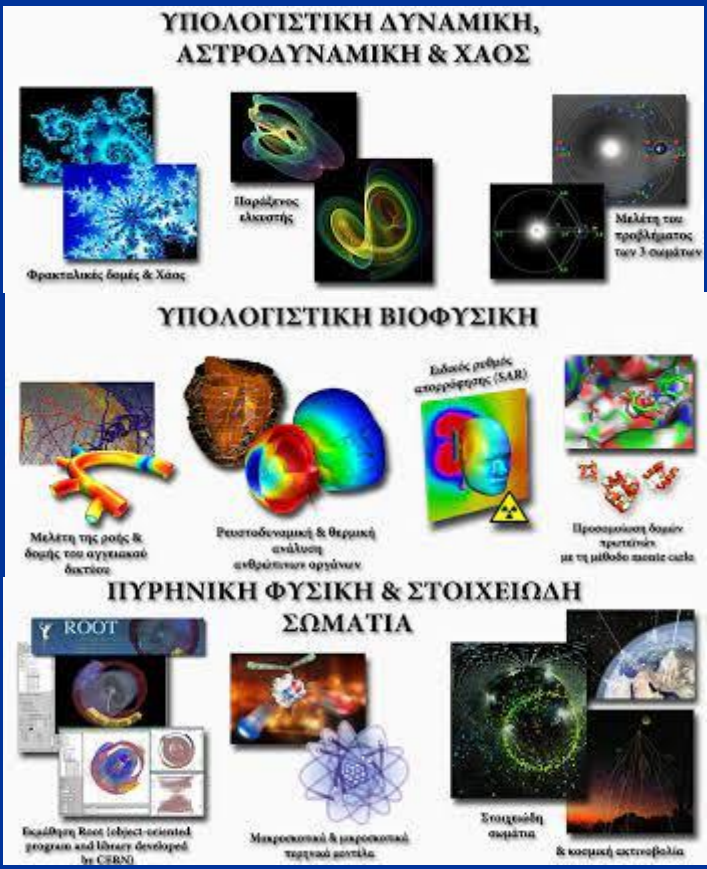 ΥΠΟΛΟΓΙΣΤΙΚΗ ΔΥΝΑΜΙΚΗ,
ΑΣΤΡΟΔΥΝΑΜΙΚΗ & ΧΑΟΣ
Παράξενος
ελκυστής
Μελέτη του
προβλήματος
των 3 σωμάτων
Φρακταλικές δομές & Χάος
ΥΠΟΛΟΓΙΣΤΙΚΗ ΒΙΟΦΥΣΙΚΗ
Ειδικός ρυθμός
απορρόφησης (SAR)
Μελέτη της ροής &
δομής του αγγειακού
δικτύου
Ρευστοδυναμική & θερμική
ανάλυση
ανθρώπινων οργάνων
Προσομοίωση δομών
πρωτεϊνών
με τη μέθοδο monte carlo
ΠΥΡΗΝΙΚΗ ΦΥΣΙΚΗ & ΣΤΟΙΧΕΙΩΔΗ
ΣΩΜΑΤΙΑ
ROOT
Εκμάθηση Root (object-oriented
program and library developed
by CERN)
Μακροσκοπικά & μικροσκοπικά
πυρηνικά μοντέλα
Στοιχειώδη
σωμάτια
& κοσμική ακτινοβολία